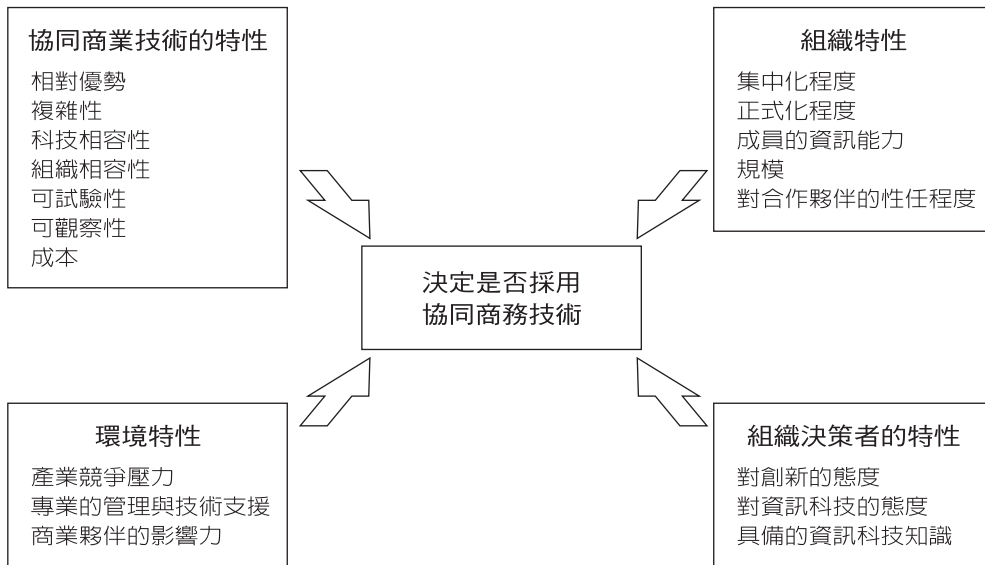 協同商業技術的特性
相對優勢
複雜性
科技相容性
組織相容性
可試驗性
可觀察性
成本
組織特性
集中化程度
正式化程度
成員的資訊能力
規模
對合作夥伴的性任程度
決定是否採用
協同商務技術
環境特性
產業競爭壓力
專業的管理與技術支援
商業夥伴的影響力
組織決策者的特性
對創新的態度
對資訊科技的態度
具備的資訊科技知識